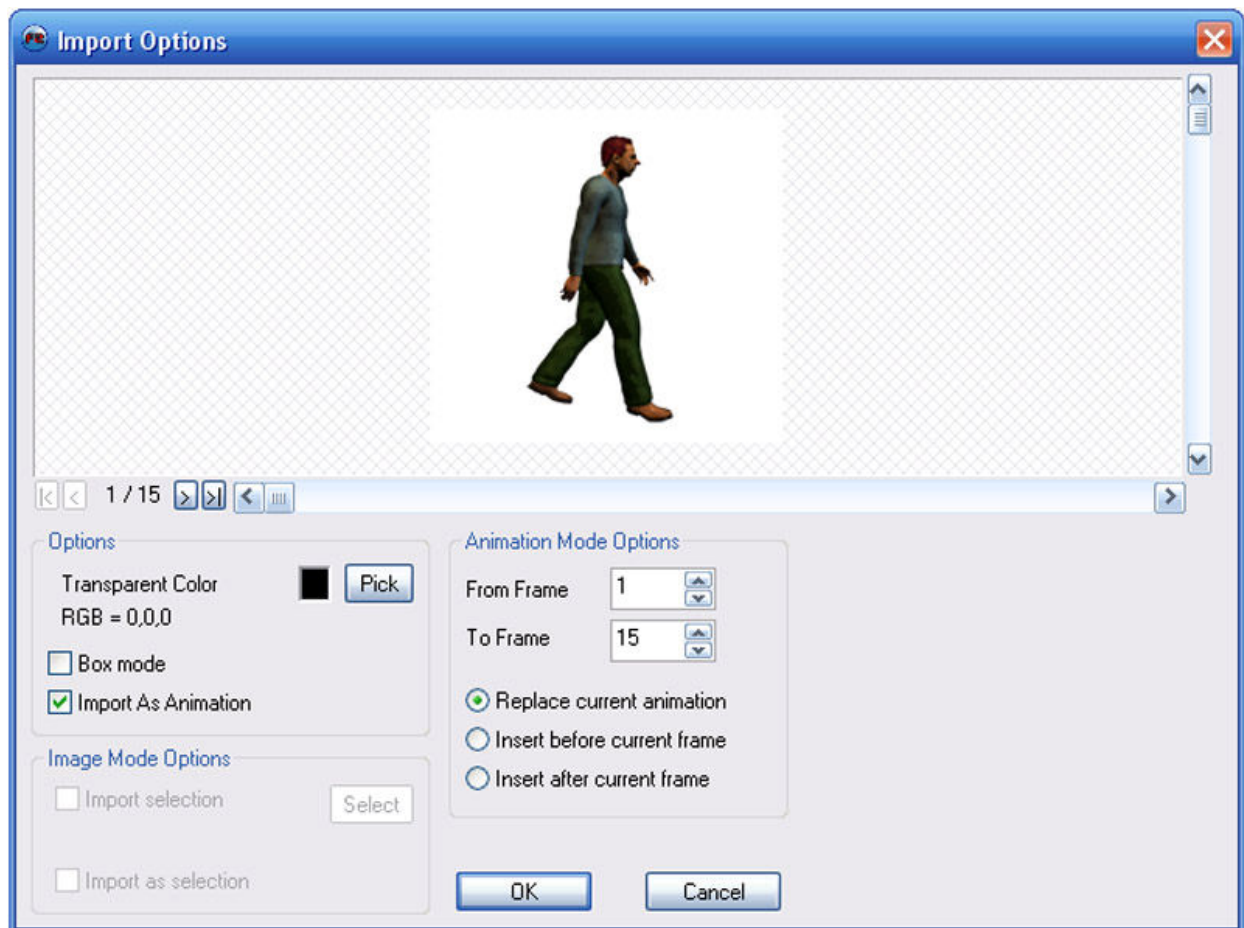 Import Options
1 / 15
Options
Transparent Color
Pick
RGB = 0,0,0
Box mode
Import As Animation
Image Mode Options
Import selection
Select
Import as selection
Animation Mode Options
From Frame
1
To Frame
15
Replace current animation
Insert before current frame
Insert after current frame
OK
Cancel